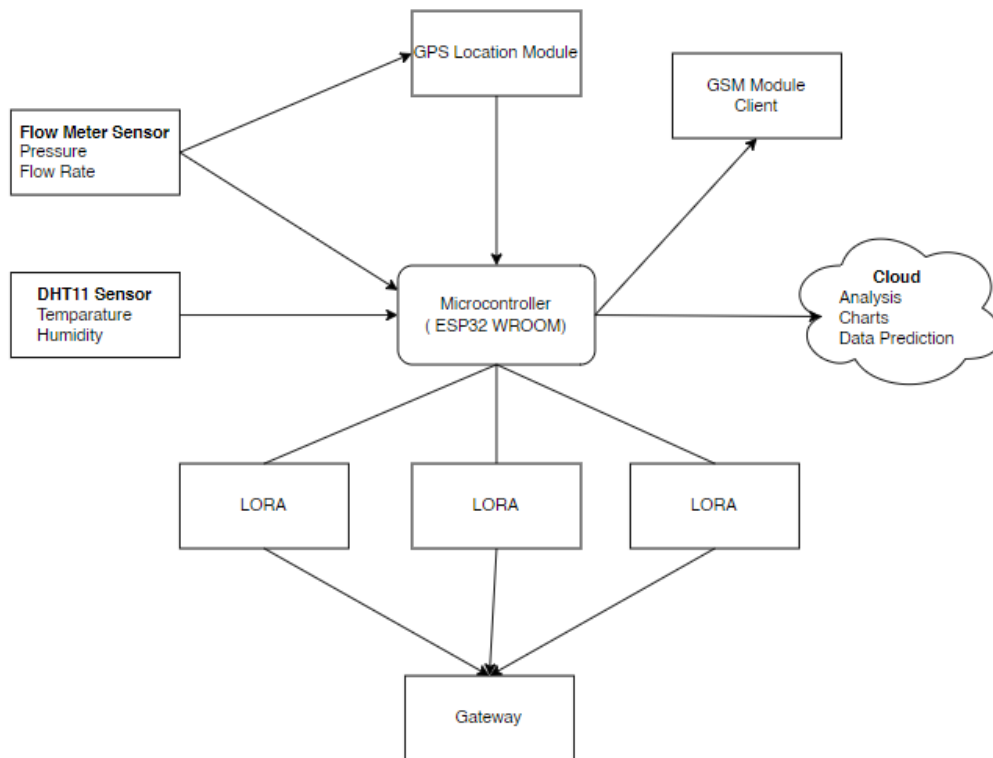 GPS Location Module
GSM Module
Client
Flow Meter Sensor
Pressure
Flow Rate
DHT11 Sensor
Temparature
Humidity
Microcontroller
( ESP32 WROOM)
Cloud
Analysis
Charts
Data Prediction
LORA
LORA
LORA
Gateway